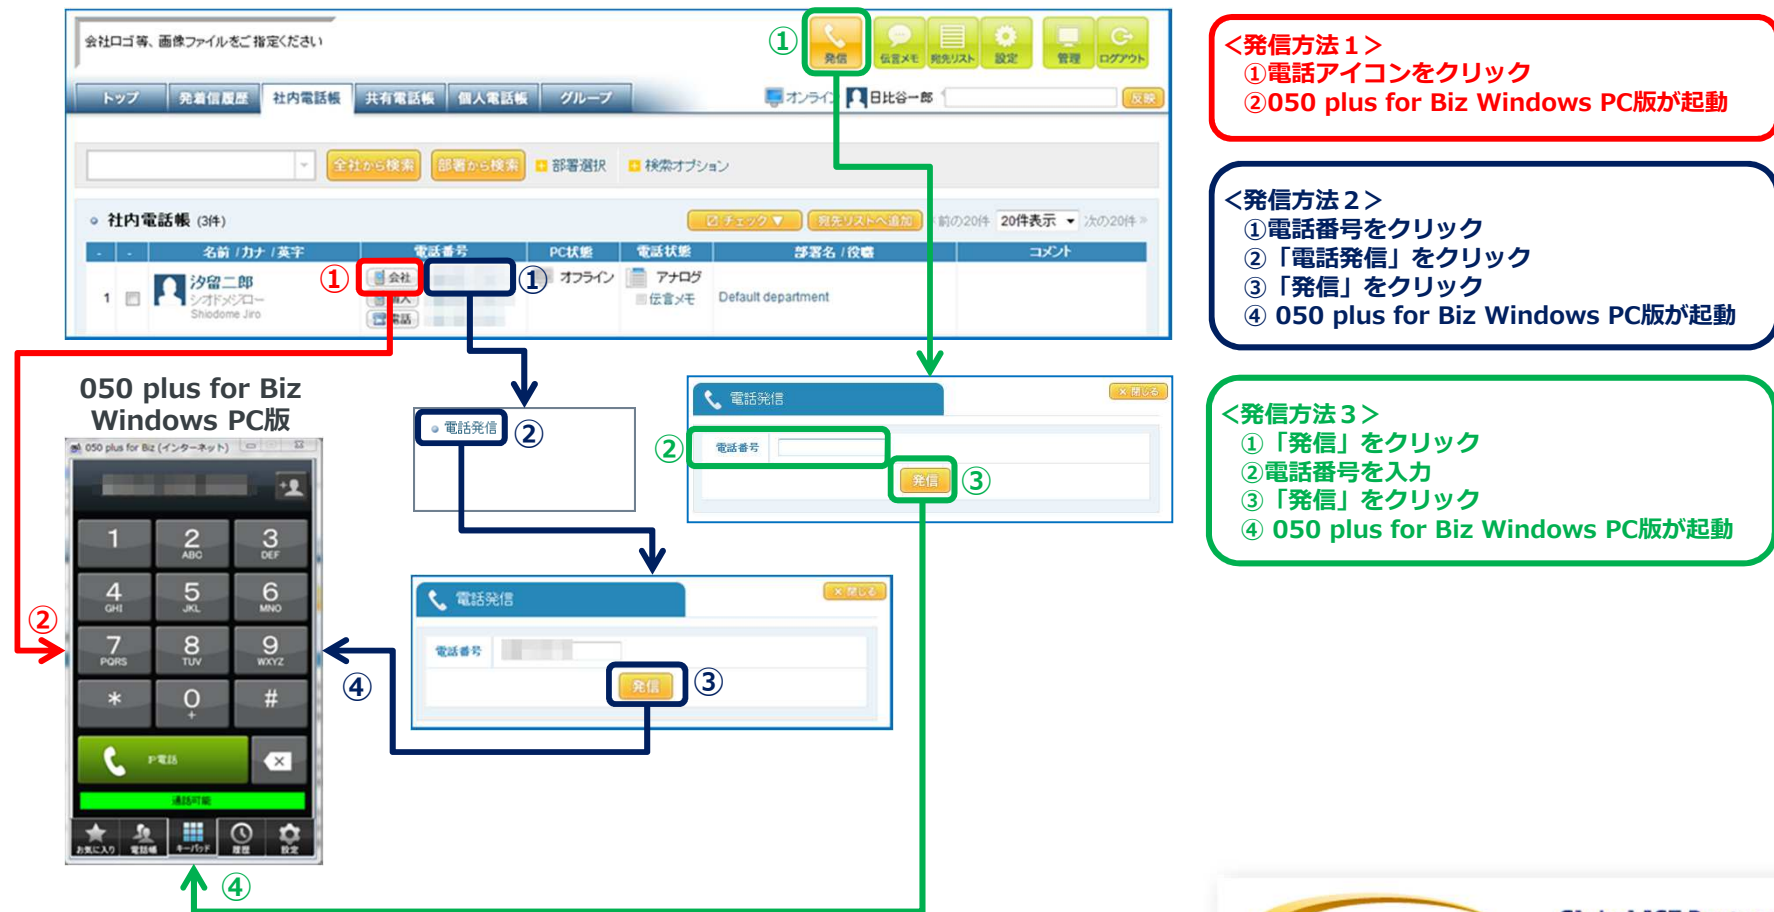 会社ロゴ等、画像ファイルをご指定ください
①
発信
伝言メモ
宛先リスト
設定
管理
ログアウト
トップ
発着信履歴
社内電話帳
共有電話帳
個人電話帳
グループ
オンライン
日比谷一郎
反映
全社から検索
部署から検索
部署選択
検索オプション
社内電話帳 (3件)
チェック▼
宛先リストへ追加
前の20件
20件表示
次の20件»
- - 名前 / カナ / 英字 電話番号 PC状態 電話状態 部署名 / 役職 コメント
1
汐留二郎
シオドメジロー
Shiodome Jiro
①
会社
電話
①
オフライン
アナログ
伝言メモ
Default department
050 plus for Biz
Windows PC版
050 plus for Biz (インターネット)
1
2 ABC
3 DEF
4 GHI
5 JKL
6 MNO
7 PQRS
8 TUV
9 WXYZ
*
0 +
#
IP電話
通話可能
お気に入り
電話帳
キーパッド
履歴
設定
②
電話発信
②
電話発信
×閉じる
②
電話番号
発信
③
電話発信
×閉じる
電話番号
発信
③
④
④
<発信方法1>
①電話アイコンをクリック
②050 plus for Biz Windows PC版が起動
<発信方法2>
①電話番号をクリック
②「電話発信」をクリック
③「発信」をクリック
④ 050 plus for Biz Windows PC版が起動
<発信方法3>
①「発信」をクリック
②電話番号を入力
③「発信」をクリック
④ 050 plus for Biz Windows PC版が起動